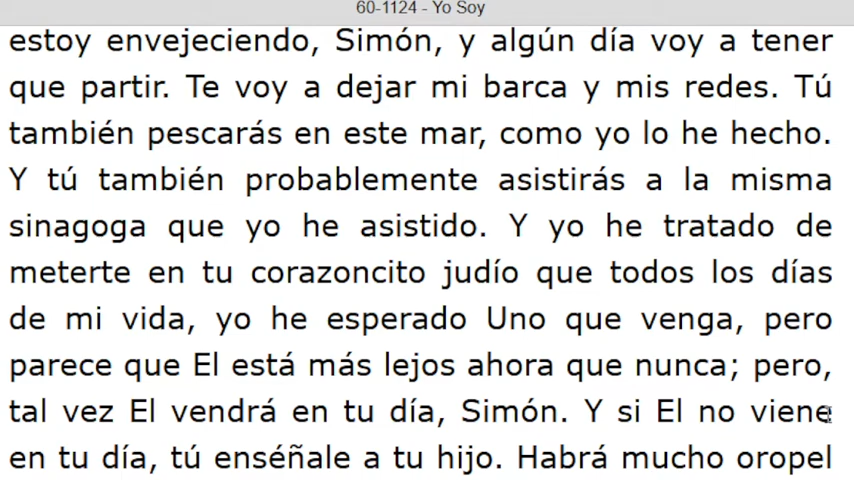 60-1124 - Yo Soy
estoy envejeciendo, Simón, y algún día voy a tener
que partir. Te voy a dejar mi barca y mis redes. Tú
también pescarás en este mar, como yo lo he hecho.
Y tú también probablemente asistirás a la misma
sinagoga que yo he asistido. Y yo he tratado de
meterte en tu corazoncito judío que todos los días
de mi vida, yo he esperado Uno que venga, pero
parece que El está más lejos ahora que nunca; pero,
tal vez El vendrá en tu día, Simón. Y si El no viene
en tu día, tú enséñale a tu hijo. Habrá mucho oropel